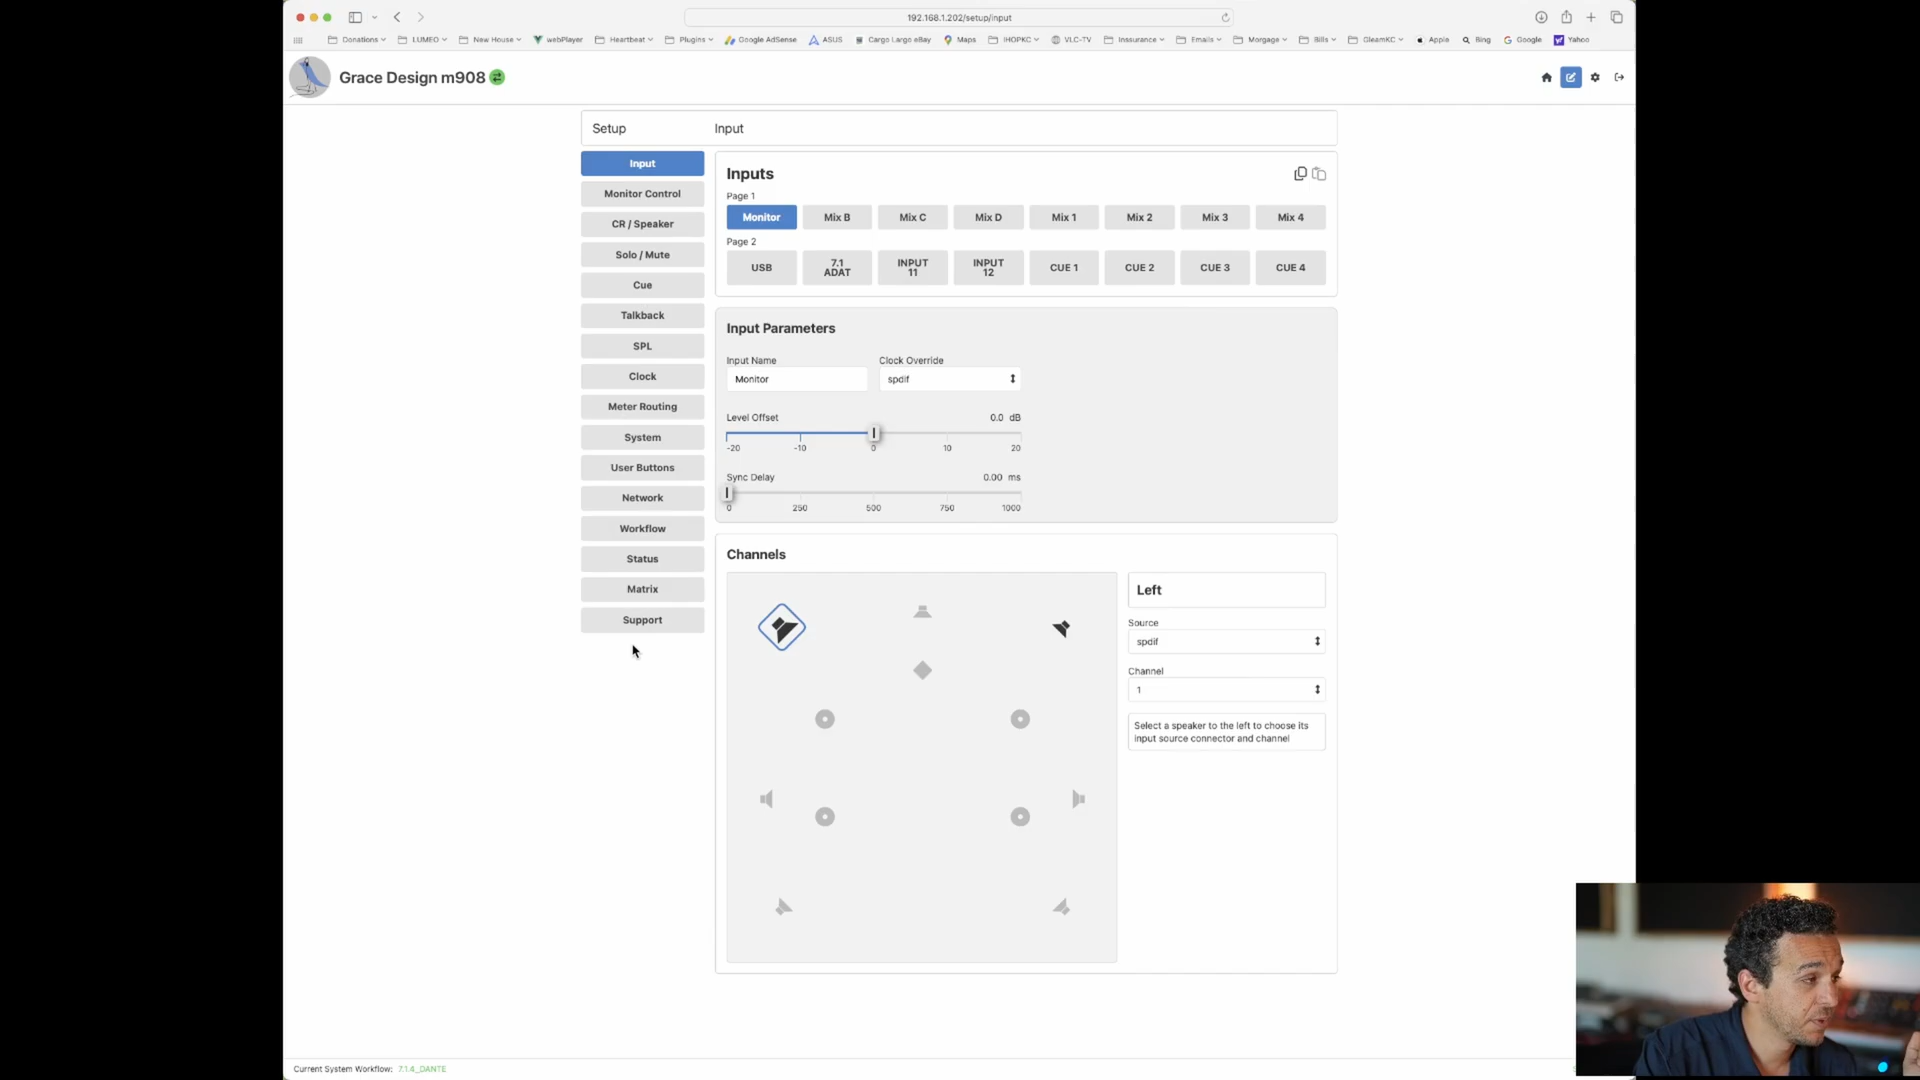 192.168.1.202/setup/input
Donations LUMEO New House webPlayer Heartbeat Plugins Google AdSense ASUS Cargo Largo eBay Maps IHOPKC VLC-TV Inssurance Emails Morgage Bills GleamKC Apple Bing Google Yahoo
Grace Design m908
Setup Input
Input
Monitor Control
CR / Speaker
Solo / Mute
Cue
Talkback
SPL
Clock
Meter Routing
System
User Buttons
Network
Workflow
Status
Matrix
Support
Inputs
Page 1
Monitor Mix B Mix C Mix D Mix 1 Mix 2 Mix 3 Mix 4
Page 2
USB 7.1 ADAT INPUT 11 INPUT 12 CUE 1 CUE 2 CUE 3 CUE 4
Input Parameters
Input Name Clock Override
Monitor spdif
Level Offset 0.0 dB
-20 -10 0 10 20
Sync Delay 0.00 ms
0 250 500 750 1000
Channels
Left
Source
spdif
Channel
1
Select a speaker to the left to choose its
input source connector and channel
Current System Workflow: 7.1.4_DANTE